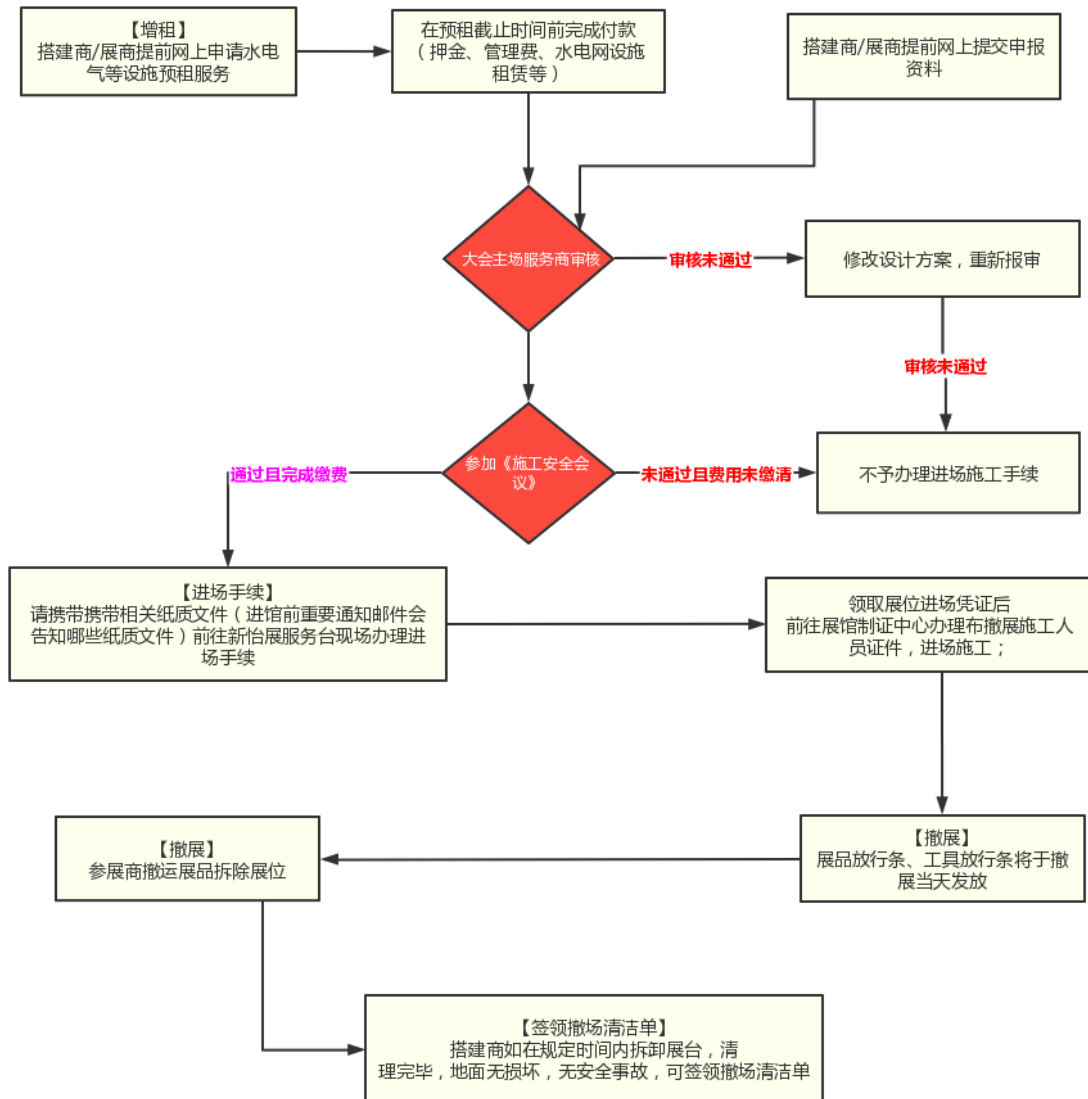 【增租】
搭建商/展商提前网上申请水电
气等设施预租服务
在预租截止时间前完成付款
（押金、管理费、水电网设施
租赁等）
搭建商/展商提前网上提交申报
资料
大会主场服务商审核
审核未通过
修改设计方案，重新报审
审核未通过
参加《施工安全会
议》
通过且完成缴费
未通过且费用未缴清
不予办理进场施工手续
【进场手续】
请携带携带相关纸质文件（进馆前重要通知邮件会
告知哪些纸质文件）前往新怡展服务台现场办理进
场手续
领取展位进场凭证后
前往展馆制证中心办理布撤展施工人
员证件，进场施工；
【撤展】
展品放行条、工具放行条将于撤
展当天发放
【撤展】
参展商撤运展品拆除展位
【签领撤场清洁单】
搭建商如在规定时间内拆卸展台，清
理完毕，地面无损坏，无安全事故，可签领撤场清洁单